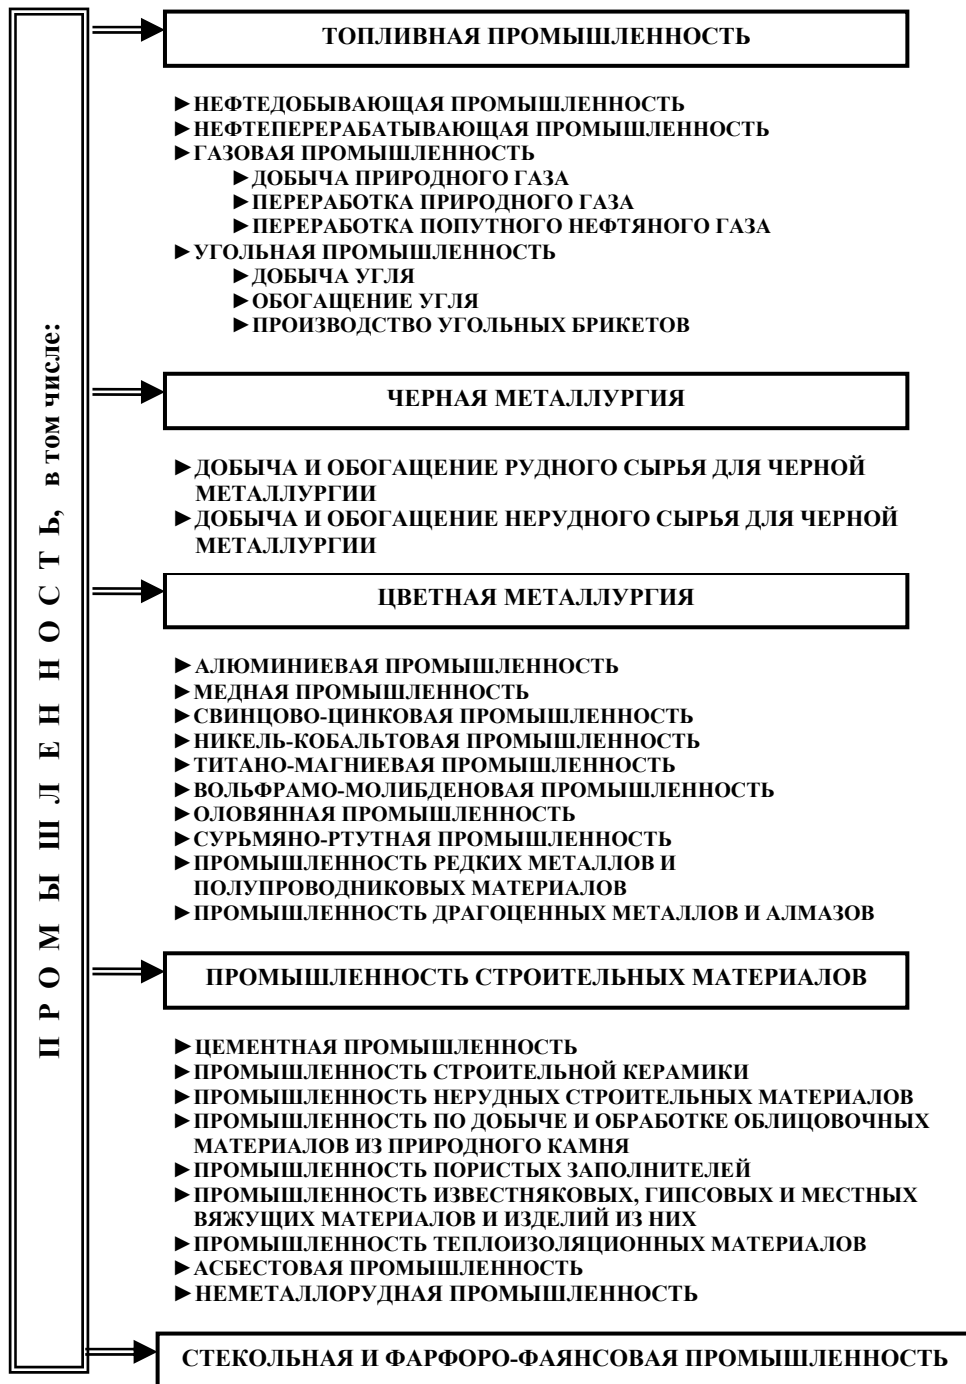 П Р О М Ы Ш Л Е Н Н О С Т Ь, в том числе:
ТОПЛИВНАЯ ПРОМЫШЛЕННОСТЬ
►НЕФТЕДОБЫВАЮЩАЯ ПРОМЫШЛЕННОСТЬ
►НЕФТЕПЕРЕРАБАТЫВАЮЩАЯ ПРОМЫШЛЕННОСТЬ
►ГАЗОВАЯ ПРОМЫШЛЕННОСТЬ
►ДОБЫЧА ПРИРОДНОГО ГАЗА
►ПЕРЕРАБОТКА ПРИРОДНОГО ГАЗА
►ПЕРЕРАБОТКА ПОПУТНОГО НЕФТЯНОГО ГАЗА
►УГОЛЬНАЯ ПРОМЫШЛЕННОСТЬ
►ДОБЫЧА УГЛЯ
►ОБОГАЩЕНИЕ УГЛЯ
►ПРОИЗВОДСТВО УГОЛЬНЫХ БРИКЕТОВ
ЧЕРНАЯ МЕТАЛЛУРГИЯ
►ДОБЫЧА И ОБОГАЩЕНИЕ РУДНОГО СЫРЬЯ ДЛЯ ЧЕРНОЙ
МЕТАЛЛУРГИИ
►ДОБЫЧА И ОБОГАЩЕНИЕ НЕРУДНОГО СЫРЬЯ ДЛЯ ЧЕРНОЙ
МЕТАЛЛУРГИИ
ЦВЕТНАЯ МЕТАЛЛУРГИЯ
►АЛЮМИНИЕВАЯ ПРОМЫШЛЕННОСТЬ
►МЕДНАЯ ПРОМЫШЛЕННОСТЬ
►СВИНЦОВО-ЦИНКОВАЯ ПРОМЫШЛЕННОСТЬ
►НИКЕЛЬ-КОБАЛЬТОВАЯ ПРОМЫШЛЕННОСТЬ
►ТИТАНО-МАГНИЕВАЯ ПРОМЫШЛЕННОСТЬ
►ВОЛЬФРАМО-МОЛИБДЕНОВАЯ ПРОМЫШЛЕННОСТЬ
►ОЛОВЯННАЯ ПРОМЫШЛЕННОСТЬ
►СУРЬМЯНО-РТУТНАЯ ПРОМЫШЛЕННОСТЬ
►ПРОМЫШЛЕННОСТЬ РЕДКИХ МЕТАЛЛОВ И
ПОЛУПРОВОДНИКОВЫХ МАТЕРИАЛОВ
►ПРОМЫШЛЕННОСТЬ ДРАГОЦЕННЫХ МЕТАЛЛОВ И АЛМАЗОВ
ПРОМЫШЛЕННОСТЬ СТРОИТЕЛЬНЫХ МАТЕРИАЛОВ
►ЦЕМЕНТНАЯ ПРОМЫШЛЕННОСТЬ
►ПРОМЫШЛЕННОСТЬ СТРОИТЕЛЬНОЙ КЕРАМИКИ
►ПРОМЫШЛЕННОСТЬ НЕРУДНЫХ СТРОИТЕЛЬНЫХ МАТЕРИАЛОВ
►ПРОМЫШЛЕННОСТЬ ПО ДОБЫЧЕ И ОБРАБОТКЕ ОБЛИЦОВОЧНЫХ
МАТЕРИАЛОВ ИЗ ПРИРОДНОГО КАМНЯ
►ПРОМЫШЛЕННОСТЬ ПОРИСТЫХ ЗАПОЛНИТЕЛЕЙ
►ПРОМЫШЛЕННОСТЬ ИЗВЕСТНЯКОВЫХ, ГИПСОВЫХ И МЕСТНЫХ
ВЯЖУЩИХ МАТЕРИАЛОВ И ИЗДЕЛИЙ ИЗ НИХ
►ПРОМЫШЛЕННОСТЬ ТЕПЛОИЗОЛЯЦИОННЫХ МАТЕРИАЛОВ
►АСБЕСТОВАЯ ПРОМЫШЛЕННОСТЬ
►НЕМЕТАЛЛОРУДНАЯ ПРОМЫШЛЕННОСТЬ
СТЕКОЛЬНАЯ И ФАРФОРО-ФАЯНСОВАЯ ПРОМЫШЛЕННОСТЬ